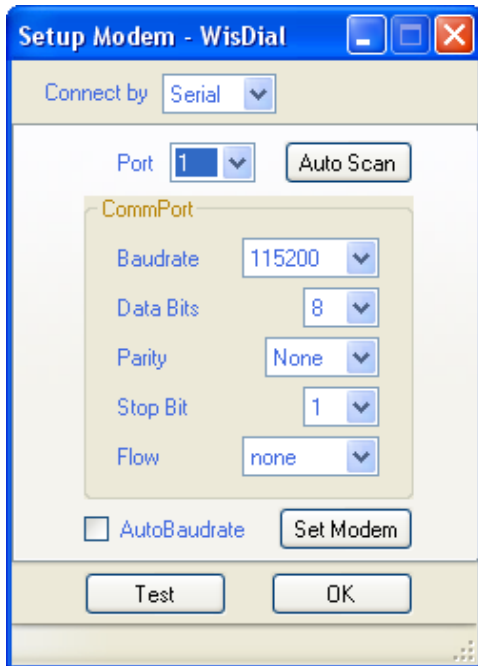 Setup Modem - WisDial
Connect by Serial
Port 1 Auto Scan
CommPort
Baudrate 115200
Data Bits 8
Parity None
Stop Bit 1
Flow none
AutoBaudrate Set Modem
Test OK